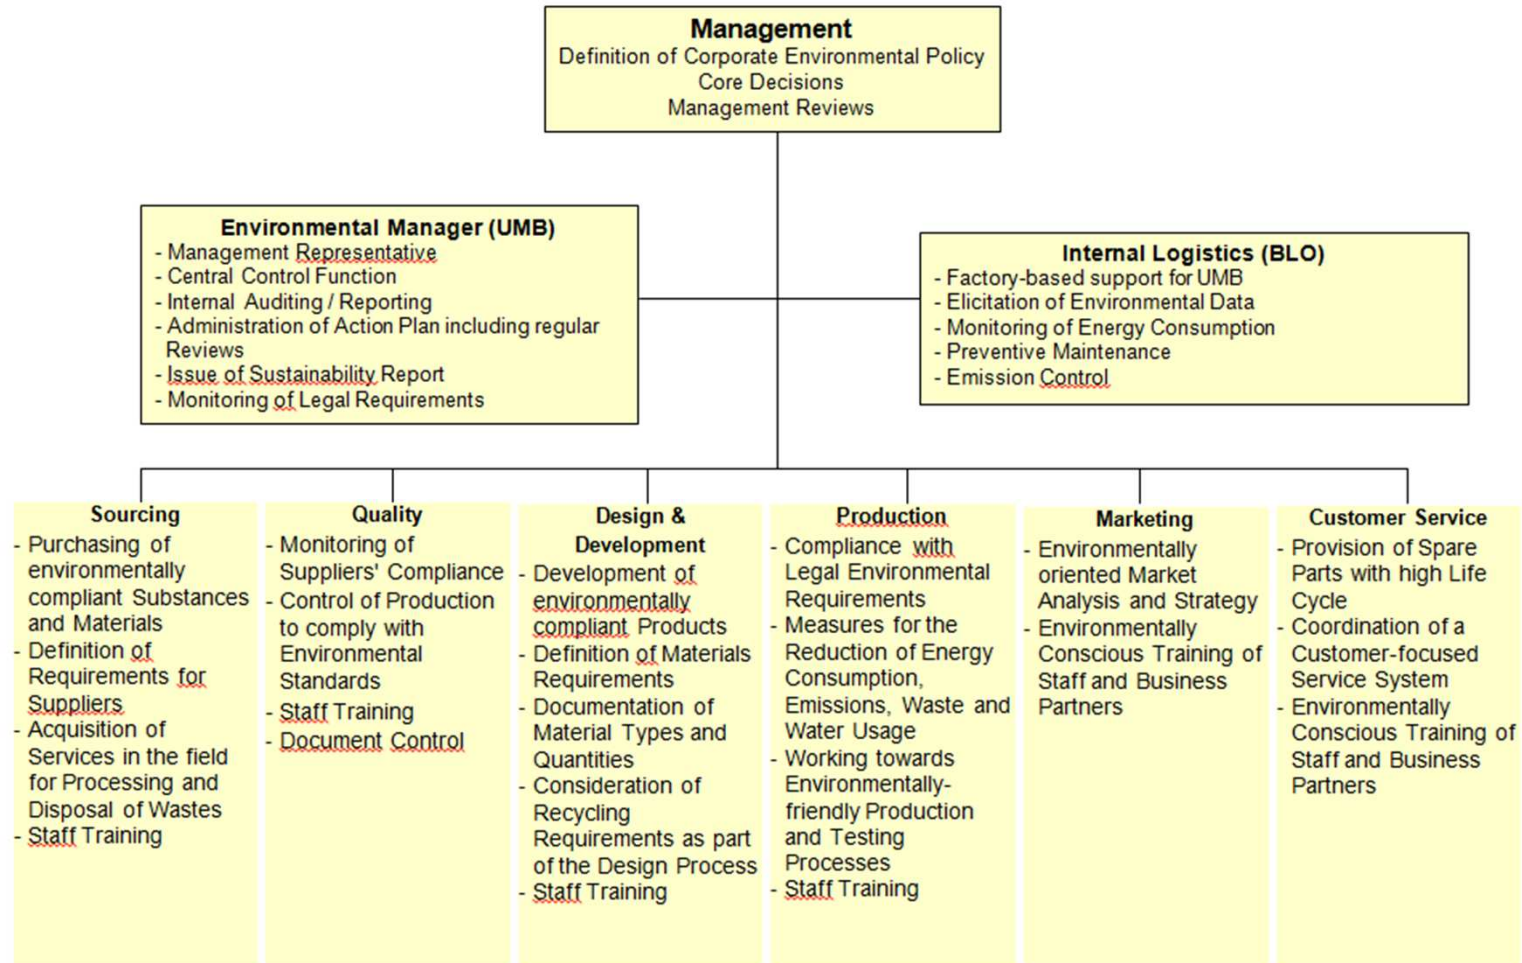 Management
Definition of Corporate Environmental Policy
Core Decisions
Management Reviews
Environmental Manager (UMB)
- Management Representative
- Central Control Function
- Internal Auditing / Reporting
- Administration of Action Plan including regular
Reviews
- Issue of Sustainability Report
- Monitoring of Legal Requirements
Internal Logistics (BLO)
- Factory-based support for UMB
- Elicitation of Environmental Data
- Monitoring of Energy Consumption
- Preventive Maintenance
- Emission Control
Sourcing
- Purchasing of
environmentally
compliant Substances
and Materials
- Definition of
Requirements for
Suppliers
- Acquisition of
Services in the field
for Processing and
Disposal of Wastes
- Staff Training
Quality
- Monitoring of
Suppliers' Compliance
- Control of Production
to comply with
Environmental
Standards
- Staff Training
- Document Control
Design &
Development
- Development of
environmentally
compliant Products
- Definition of Materials
Requirements
- Documentation of
Material Types and
Quantities
- Consideration of
Recycling
Requirements as part
of the Design Process
- Staff Training
Production
- Compliance with
Legal Environmental
Requirements
- Measures for the
Reduction of Energy
Consumption,
Emissions, Waste and
Water Usage
- Working towards
Environmentally-
friendly Production
and Testing
Processes
- Staff Training
Marketing
- Environmentally
oriented Market
Analysis and Strategy
- Environmentally
Conscious Training of
Staff and Business
Partners
Customer Service
- Provision of Spare
Parts with high Life
Cycle
- Coordination of a
Customer-focused
Service System
- Environmentally
Conscious Training of
Staff and Business
Partners